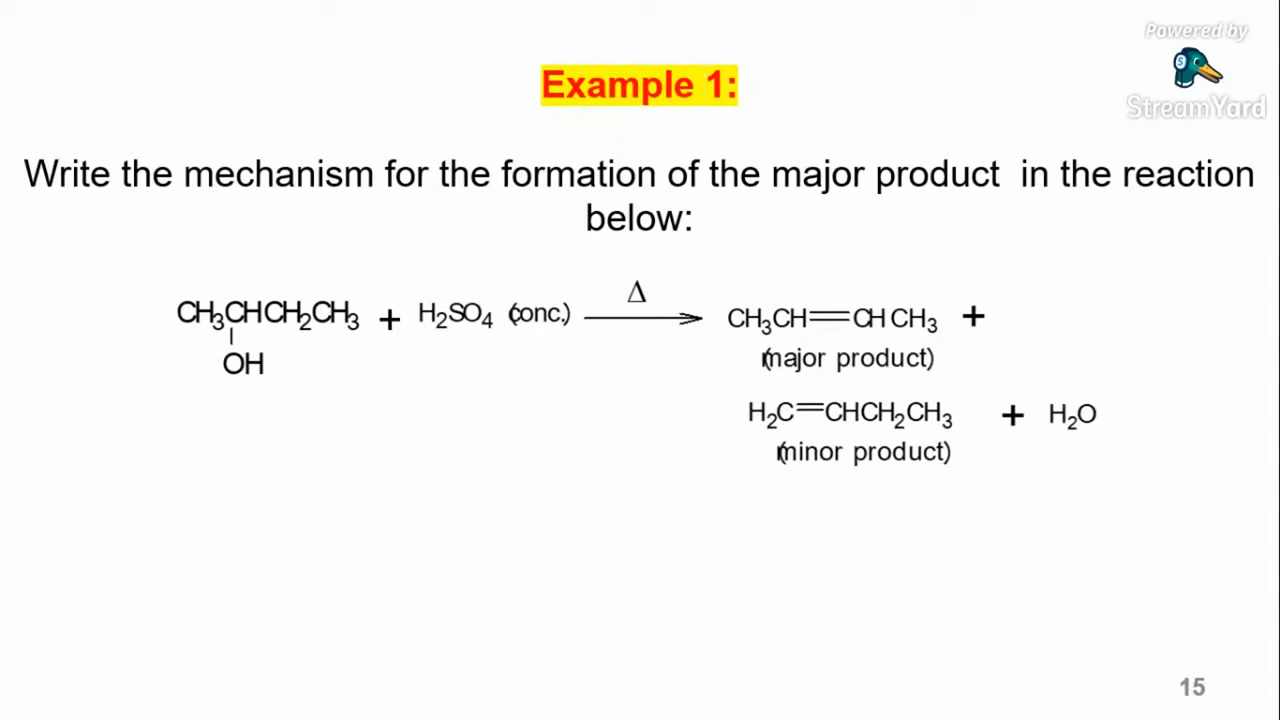 Powered by
StreamYard
Example 1:
Write the mechanism for the formation of the major product in the reaction
below:
CH₃CHCH₂CH₃ + H₂SO₄ (conc.) Δ CH₃CH=CHCH₃ +
OH
(major product)
H₂C=CHCH₂CH₃ + H₂O
(minor product)
15